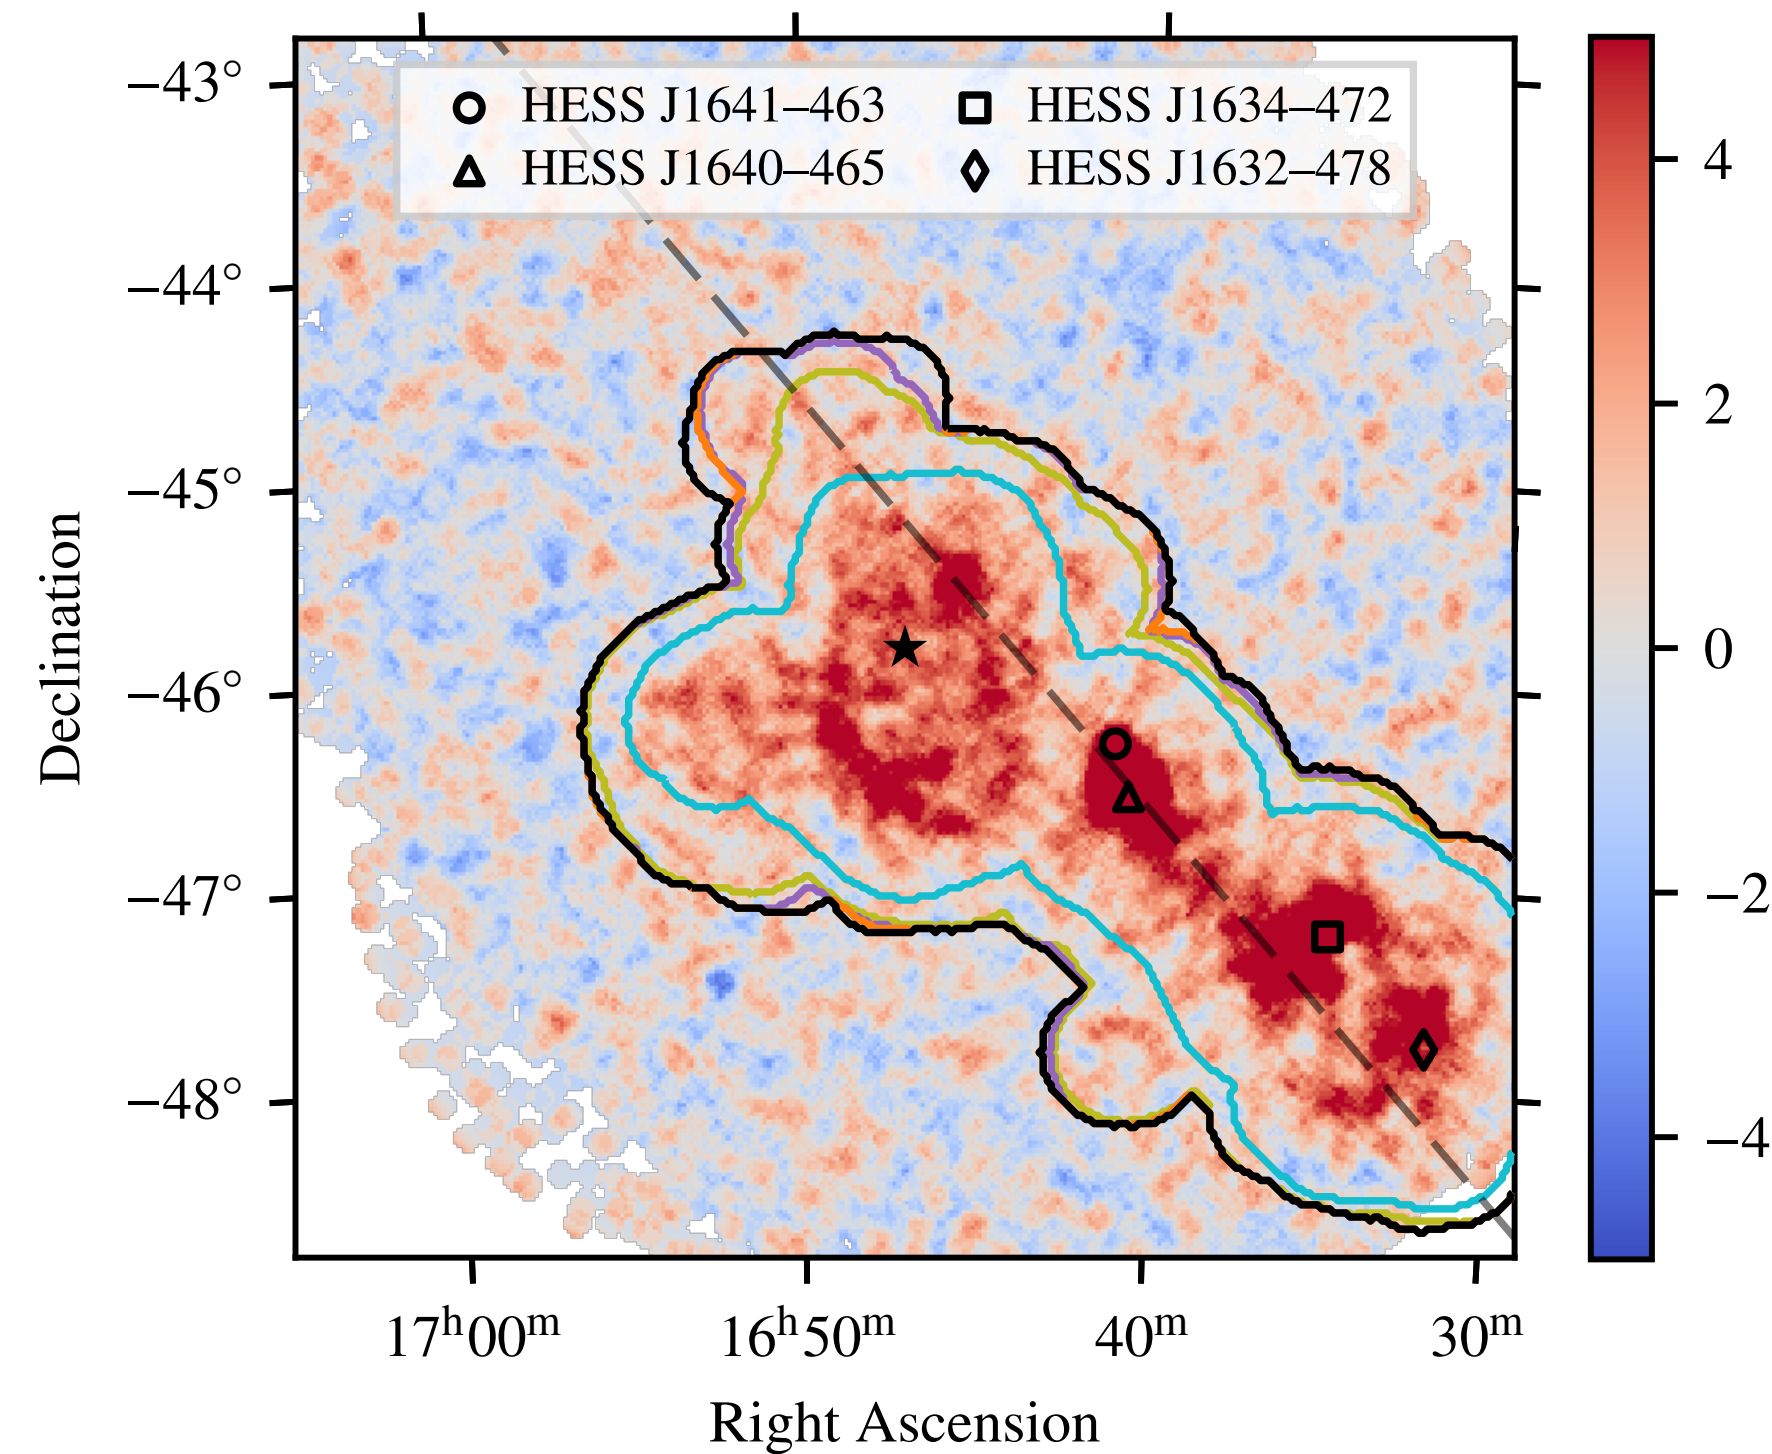 HESS J1641–463
HESS J1640–465
HESS J1634–472
HESS J1632–478
−43°
−44°
−45°
−46°
−47°
−48°
Declination
17ʰ00ᵐ
16ʰ50ᵐ
40ᵐ
30ᵐ
Right Ascension
4
2
0
−2
−4